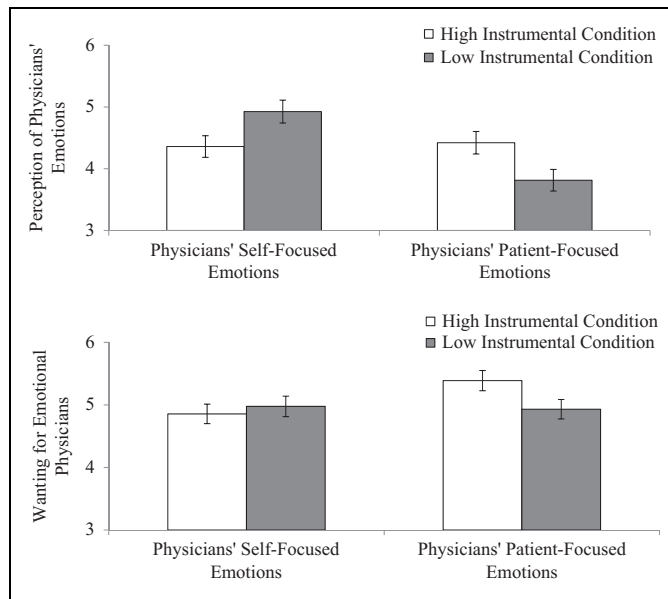 6
5
4
3
Perception of Physicians'
Emotions
High Instrumental Condition
Low Instrumental Condition
Physicians' Self-Focused
Emotions
Physicians' Patient-Focused
Emotions
6
5
4
3
Wanting for Emotional
Physicians
High Instrumental Condition
Low Instrumental Condition
Physicians' Self-Focused
Emotions
Physicians' Patient-Focused
Emotions